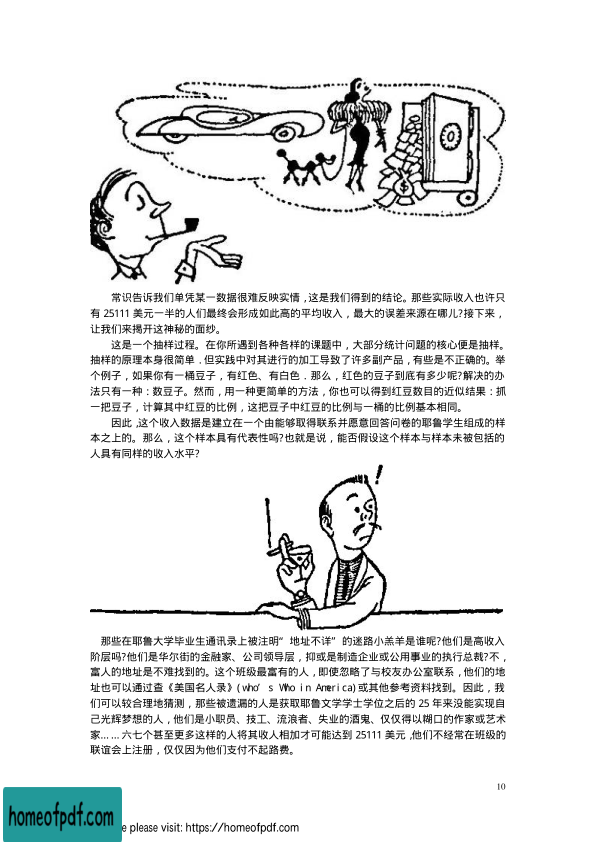 常识告诉我们单凭某一数据很难反映实情，这是我们得到的结论。那些实际收入也许只
有 25111 美元一半的人们最终会形成如此高的平均收入，最大的误差来源在哪儿?接下来，
让我们来揭开这神秘的面纱。
这是一个抽样过程。在你所遇到各种各样的课题中，大部分统计问题的核心便是抽样。
抽样的原理本身很简单．但实践中对其进行的加工导致了许多副产品，有些是不正确的。举
个例子，如果你有一桶豆子，有红色、有白色．那么，红色的豆子到底有多少呢?解决的办
法只有一种：数豆子。然而，用一种更简单的方法，你也可以得到红豆数目的近似结果：抓
一把豆子，计算其中红豆的比例，这把豆子中红豆的比例与一桶的比例基本相同。
因此，这个收入数据是建立在一个由能够取得联系并愿意回答问卷的耶鲁学生组成的样
本之上的。那么，这个样本具有代表性吗?也就是说，能否假设这个样本与样本未被包括的
人具有同样的收入水平?
!
那些在耶鲁大学毕业生通讯录上被注明“地址不详”的迷路小羔羊是谁呢?他们是高收入
阶层吗?他们是华尔街的金融家、公司领导层，抑或是制造企业或公用事业的执行总裁?不，
富人的地址是不难找到的。这个班级最富有的人，即使忽略了与校友办公室联系，他们的地
址也可以通过查《美国名人录》(who’s Who in America)或其他参考资料找到。因此，我
们可以较合理地猜测，那些被遗漏的人是获取耶鲁文学学士学位之后的 25 年来没能实现自
己光辉梦想的人，他们是小职员、技工、流浪者、失业的酒鬼、仅仅得以糊口的作家或艺术
家……六七个甚至更多这样的人将其收入相加才可能达到 25111 美元，他们不经常在班级的
联谊会上注册，仅仅因为他们支付不起路费。
10
homeofpdf.com
e please visit: https://homeofpdf.com